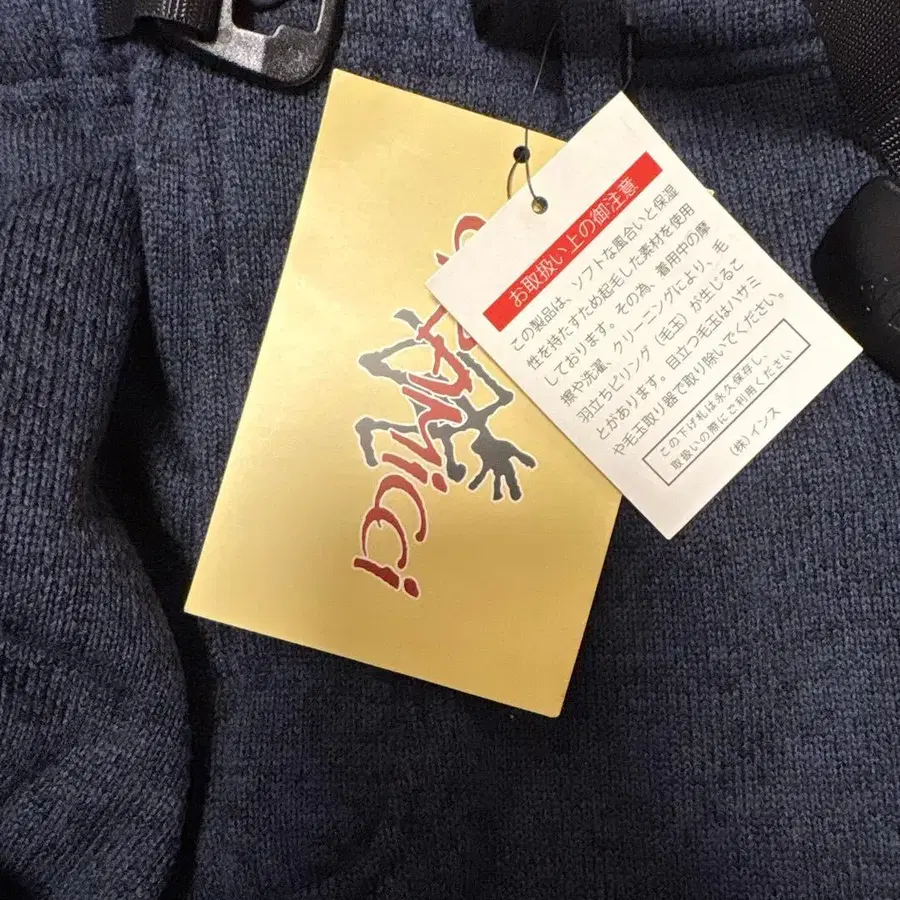 お取扱い上の御注意
この製品は、ソフトな風合いと保湿
性を持たすため起毛した素材を使用
しております。その為、着用中の摩
擦や洗濯、クリーニングにより、毛
羽立ちピリング（毛玉）が生じるこ
とがあります。目立つ毛玉はハサミ
や毛玉取り器で取り除いでください。
この下げ札は永久保存し、
取扱いの際にご利用ください
(株)インス